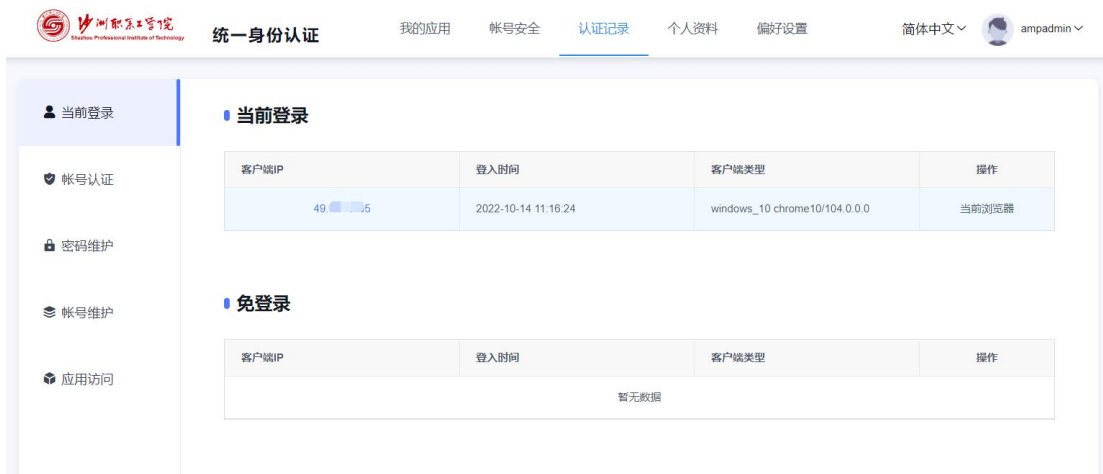 沙洲职业工学院
Shazhou Professional Institute of Technology
统一身份认证
我的应用 帐号安全 认证记录 个人资料 偏好设置
简体中文 ampadmin
当前登录
帐号认证
密码维护
帐号维护
应用访问
当前登录
客户端IP 登入时间 客户端类型 操作
49. 5 2022-10-14 11:16:24 windows_10 chrome10/104.0.0.0 当前浏览器
免登录
客户端IP 登入时间 客户端类型 操作
暂无数据